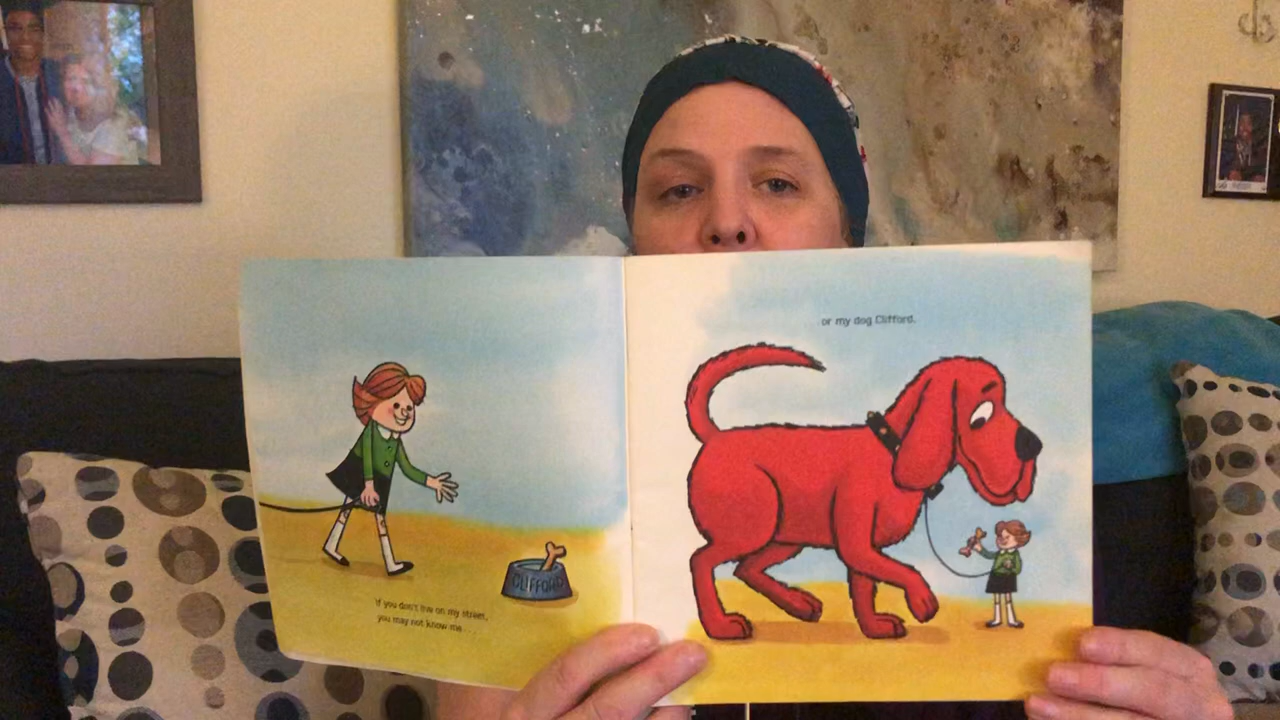 CLIFFORD
If you don't live on my street,
you may not know me . . . .
or my dog Clifford.